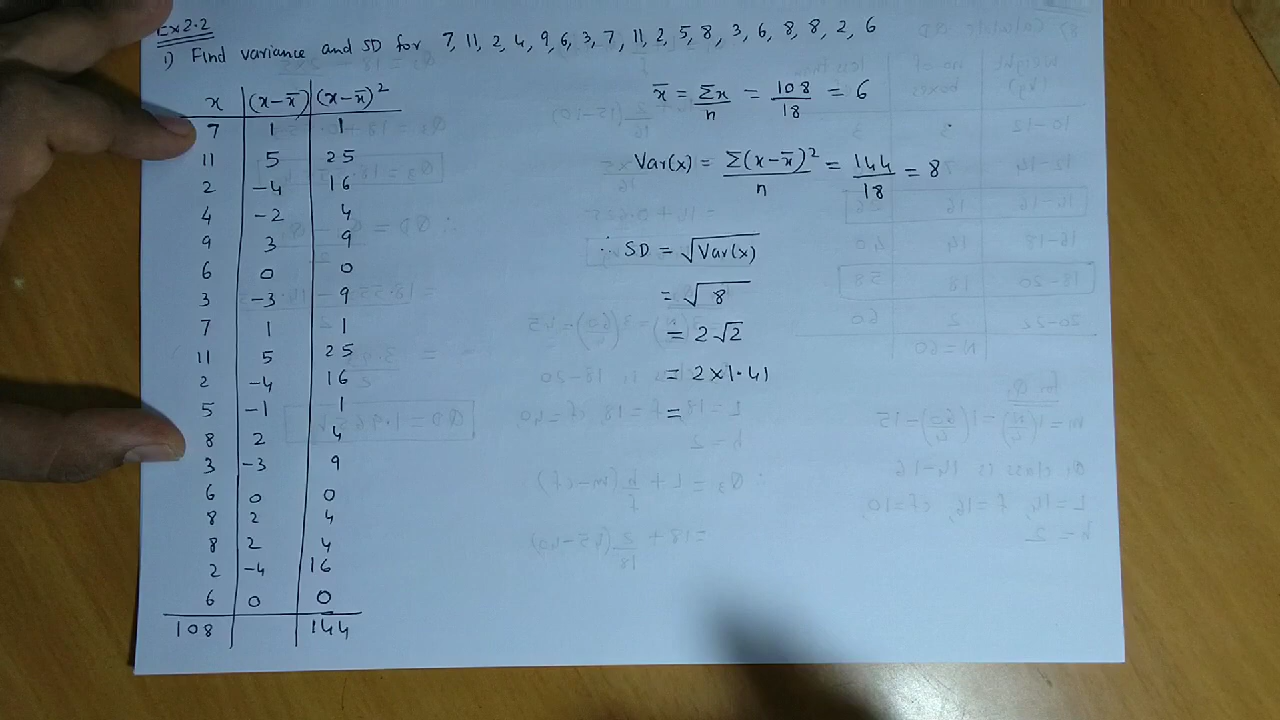 Ex 2.2
1) Find variance and SD for 7, 11, 2, 4, 9, 6, 3, 7, 11, 2, 5, 8, 3, 6, 8, 8, 2, 6
x (x-x̄) (x-x̄)²
7 1 1
11 5 25
2 -4 16
4 -2 4
9 3 9
6 0 0
3 -3 9
7 1 1
11 5 25
2 -4 16
5 -1 1
8 2 4
3 -3 9
6 0 0
8 2 4
8 2 4
2 -4 16
6 0 0
108 144
x̄ = Σx/n = 108/18 = 6
Var(x) = Σ(x-x̄)²/n = 144/18 = 8
∴ SD = √Var(x)
= √8
= 2√2
= 2×1.41
=